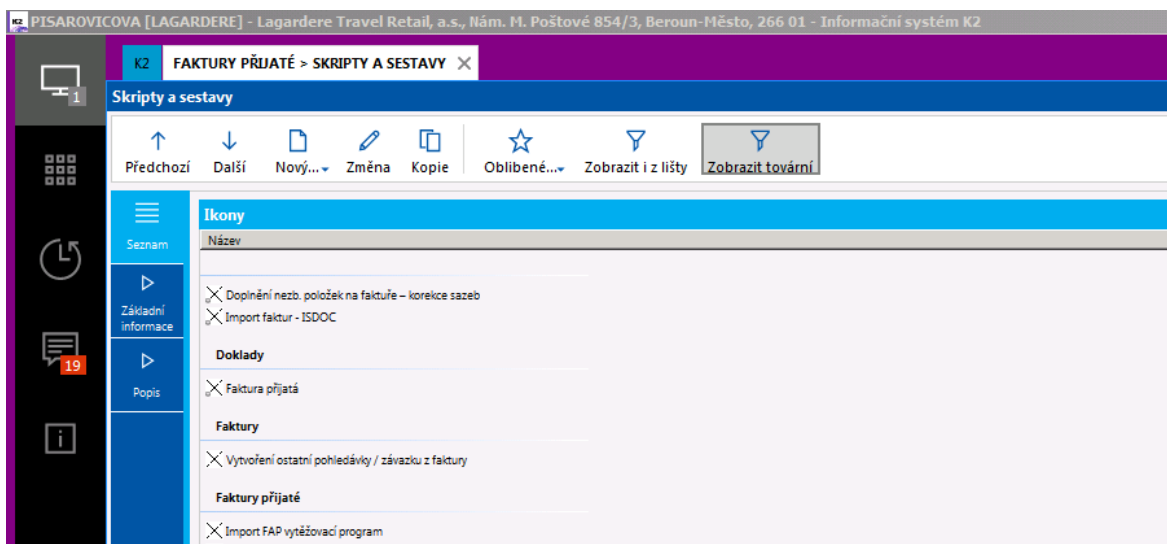 K2 PISAROVICOVA [LAGARDERE] - Lagardere Travel Retail, a.s., Nám. M. Poštové 854/3, Beroun-Město, 266 01 - Informační systém K2
K2 FAKTURY PŘIJATÉ > SKRIPTY A SESTAVY
1
Skripty a sestavy
Předchozí Další Nový... Změna Kopie Oblíbené... Zobrazit i z lišty Zobrazit tovární
Seznam
Ikony
Název
Základní
informace
Doplnění nezb. položek na faktuře – korekce sazeb
Import faktur - ISDOC
19
Popis
Doklady
Faktura přijatá
Faktury
Vytvoření ostatní pohledávky / závazku z faktury
Faktury přijaté
Import FAP vytěžovací program